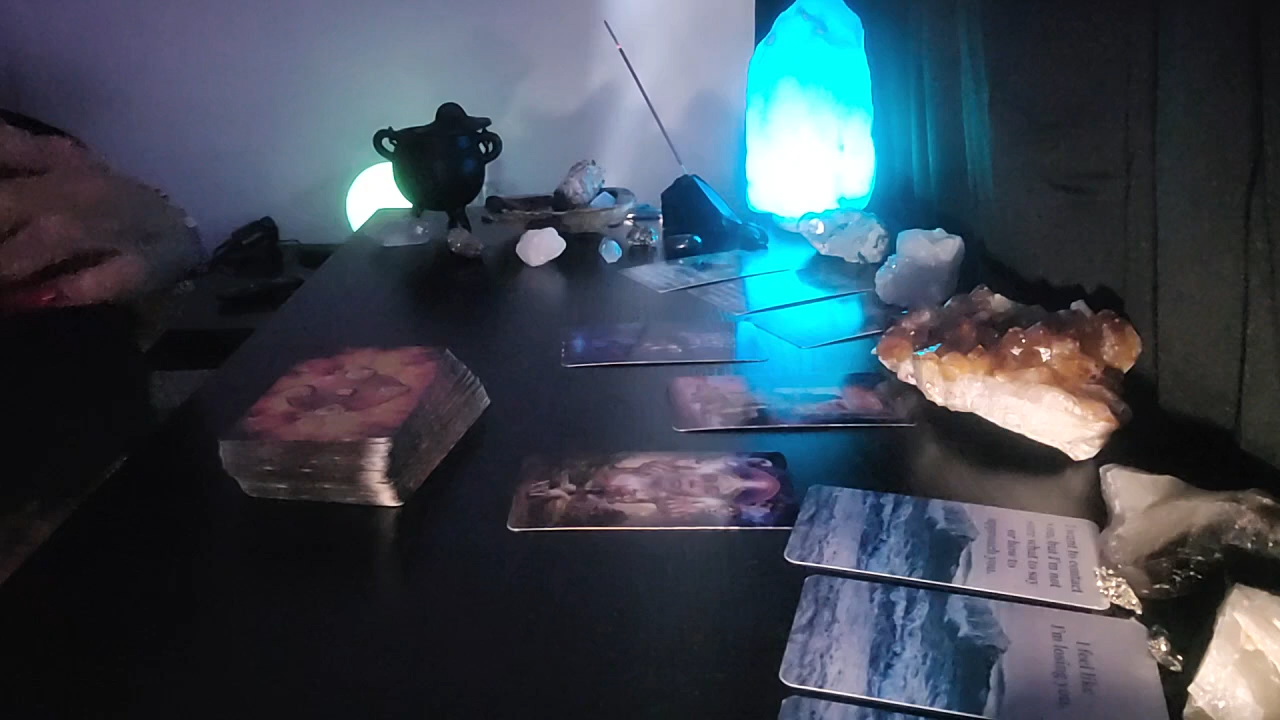 I want to contact
you, but I'm not
sure what to say
or how to
approach you.
I feel like
I'm losing you.